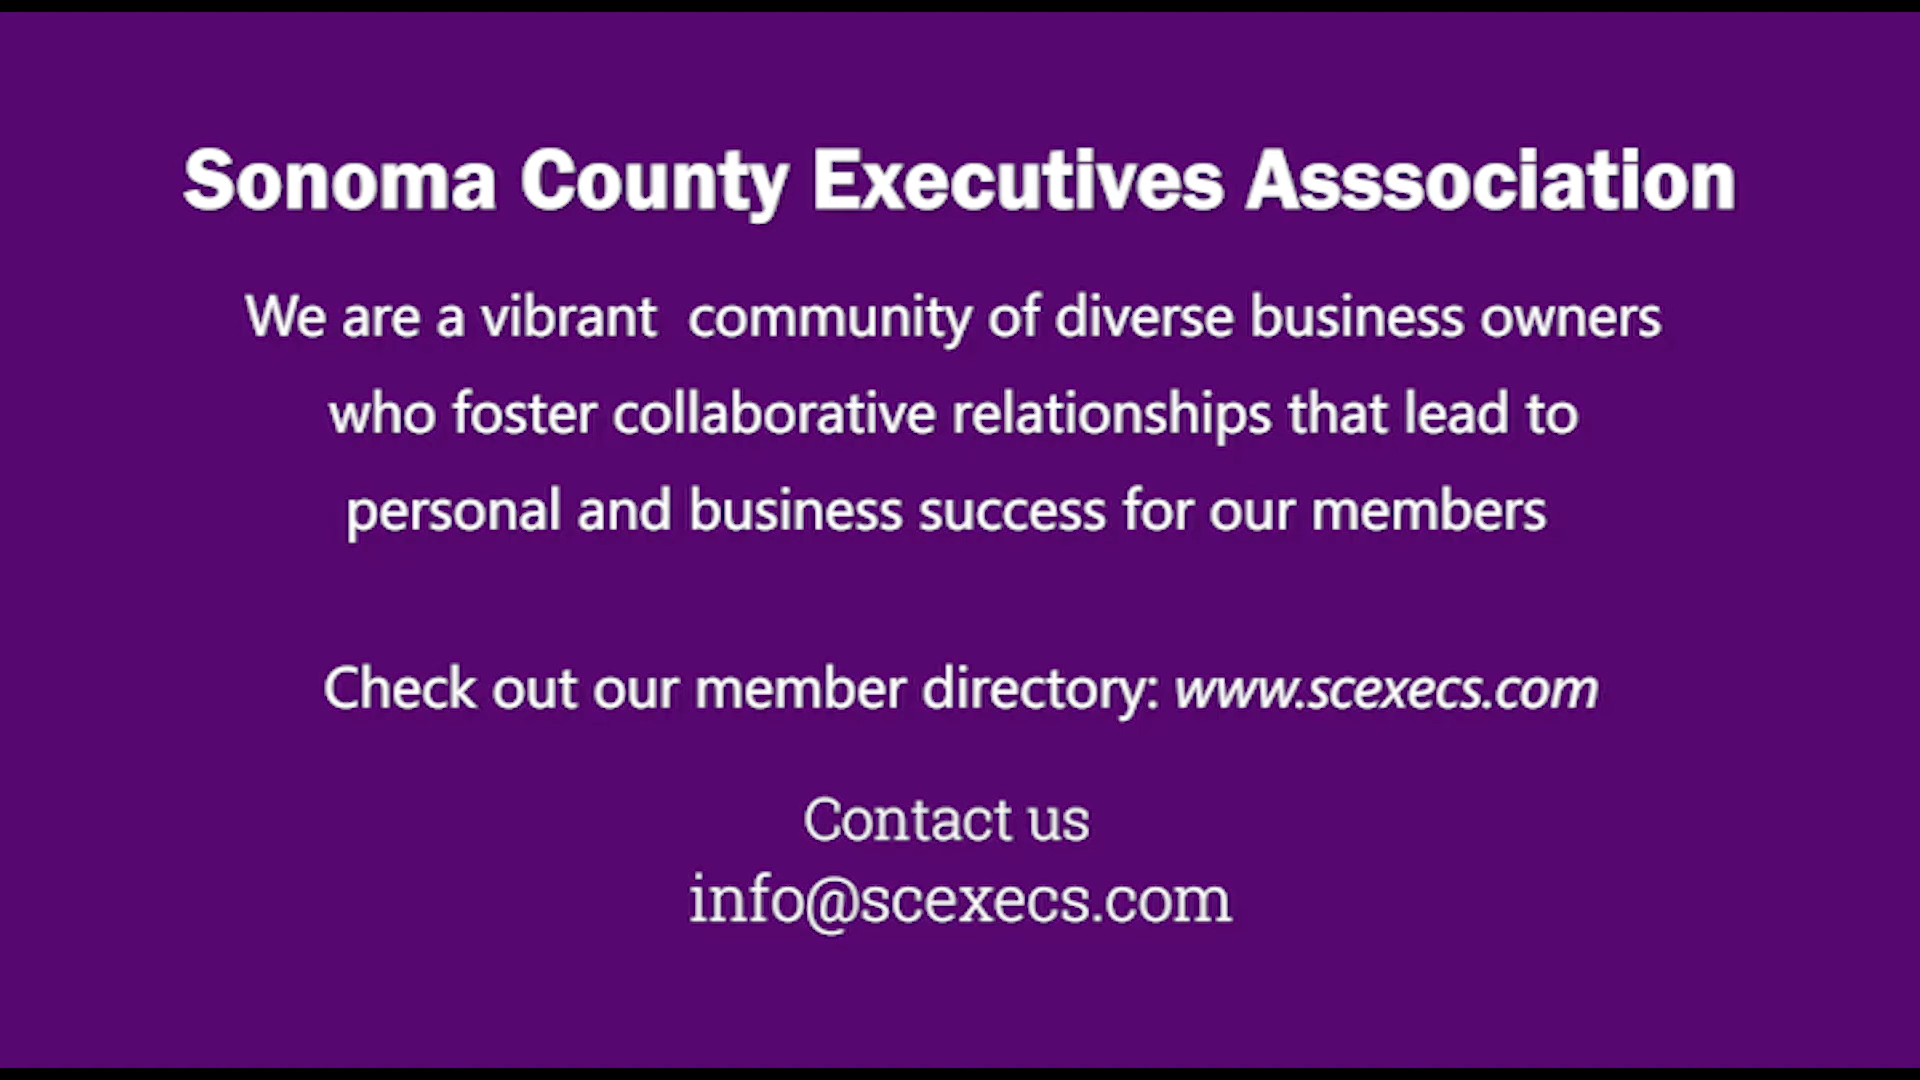 Sonoma County Executives Asssociation
We are a vibrant  community of diverse business owners
who foster collaborative relationships that lead to
personal and business success for our members
Check out our member directory: www.scexecs.com
Contact us
info@scexecs.com